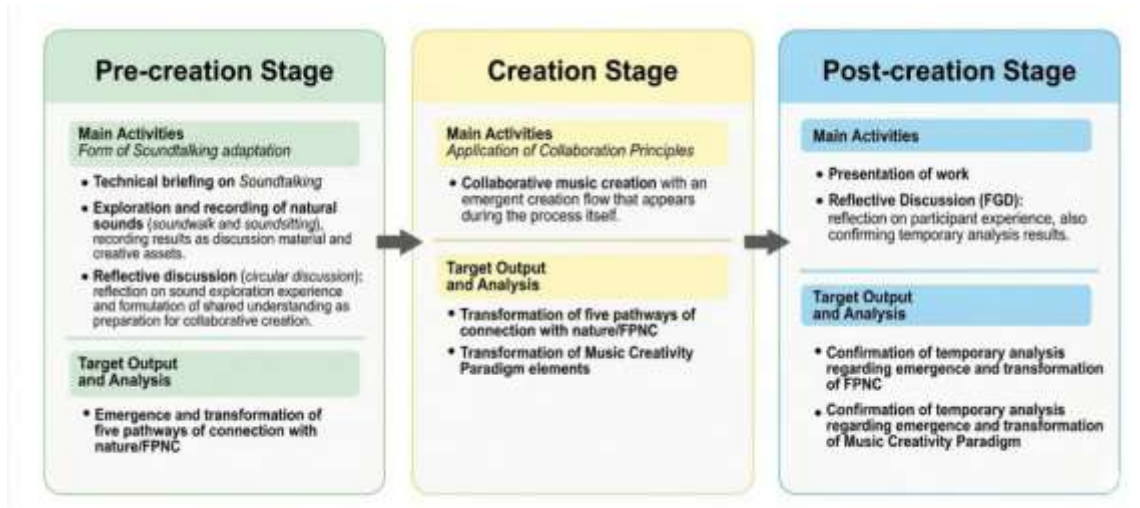 Pre-creation Stage
Main Activities
Form of Soundtalking adaptation
• Technical briefing on Soundtalking
• Exploration and recording of natural
sounds (soundwalk and soundsitting),
recording results as discussion material and
creative assets.
• Reflective discussion (circular discussion):
reflection on sound exploration experience
and formulation of shared understanding as
preparation for collaborative creation.
Target Output
and Analysis
• Emergence and transformation of
five pathways of connection with
nature/FPNC
Creation Stage
Main Activities
Application of Collaboration Principles
• Collaborative music creation with an
emergent creation flow that appears
during the process itself.
Target Output
and Analysis
• Transformation of five pathways of
connection with nature/FPNC
• Transformation of Music Creativity
Paradigm elements
Post-creation Stage
Main Activities
• Presentation of work
• Reflective Discussion (FGD):
reflection on participant experience, also
confirming temporary analysis results.
Target Output
and Analysis
• Confirmation of temporary analysis
regarding emergence and transformation
of FPNC
• Confirmation of temporary analysis
regarding emergence and transformation
of Music Creativity Paradigm